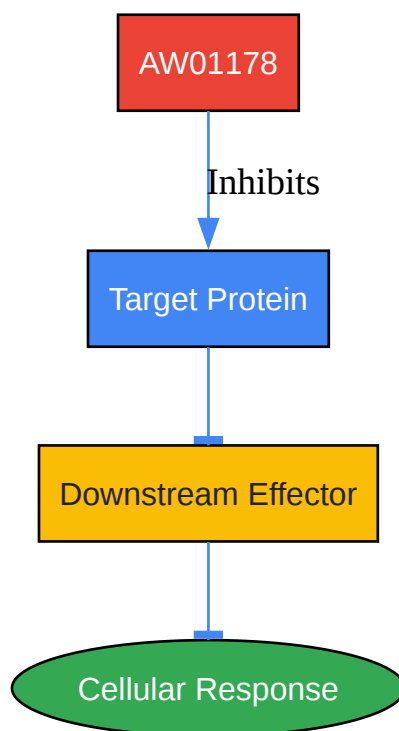 AW01178
Inhibits
Target Protein
Downstream Effector
Cellular Response